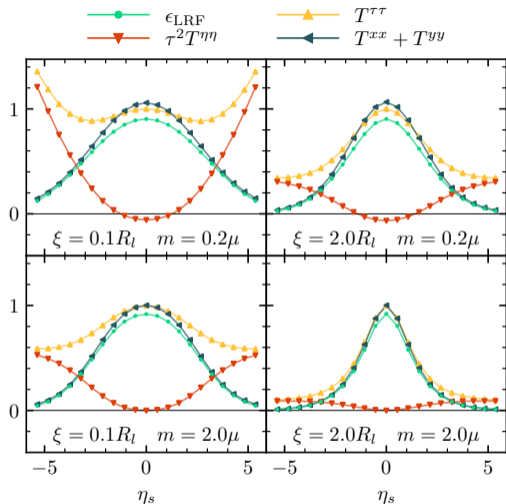 ϵ_LRF T^ττ
τ²T^ηη T^xx + T^yy
1
0
ξ = 0.1R_l m = 0.2μ ξ = 2.0R_l m = 0.2μ
1
0
ξ = 0.1R_l m = 2.0μ ξ = 2.0R_l m = 2.0μ
−5 0 5 −5 0 5
η_s η_s